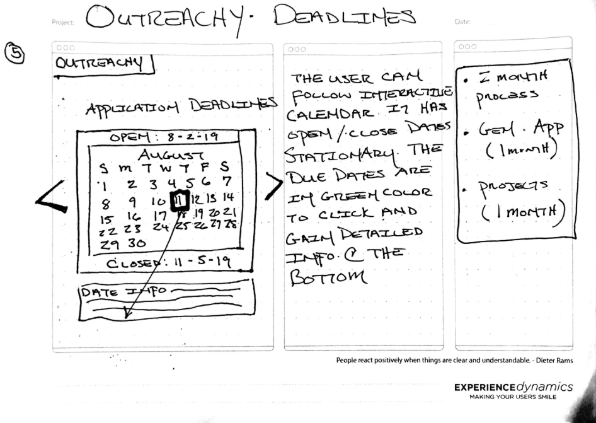 Project: OUTREACHY. DEADLINES
Date:
5
OUTREACHY
APPLICATION DEADLINES
OPEN: 8-2-19
AUGUST
S M T W T F S
1 2 3 4 5 6 7
8 9 10 11 12 13 14
15 16 17 18 19 20 21
22 23 24 25 26 27 28
29 30
CLOSED: 11-5-19
DATE INFO
THE USER CAN
FOLLOW INTERACTIVE
CALENDAR. IT HAS
OPEN/CLOSE DATES
STATIONARY. THE
DUE DATES ARE
IN GREEN COLOR
TO CLICK AND
GAIN DETAILED
INFO. @ THE
BOTTOM
• 2 MONTH
PROCESS
• GEN. APP
(1 MONTH)
• PROJECTS
(1 MONTH)
People react positively when things are clear and understandable. - Dieter Rams
EXPERIENCEdynamics
MAKING YOUR USERS SMILE